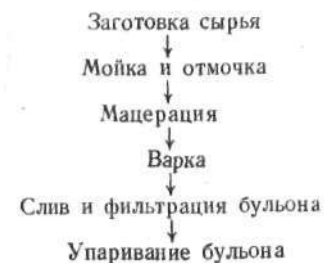 Заготовка сырья
Мойка и отмочка
Мацерация
Варка
Слив и фильтрация бульона
Упаривание бульона